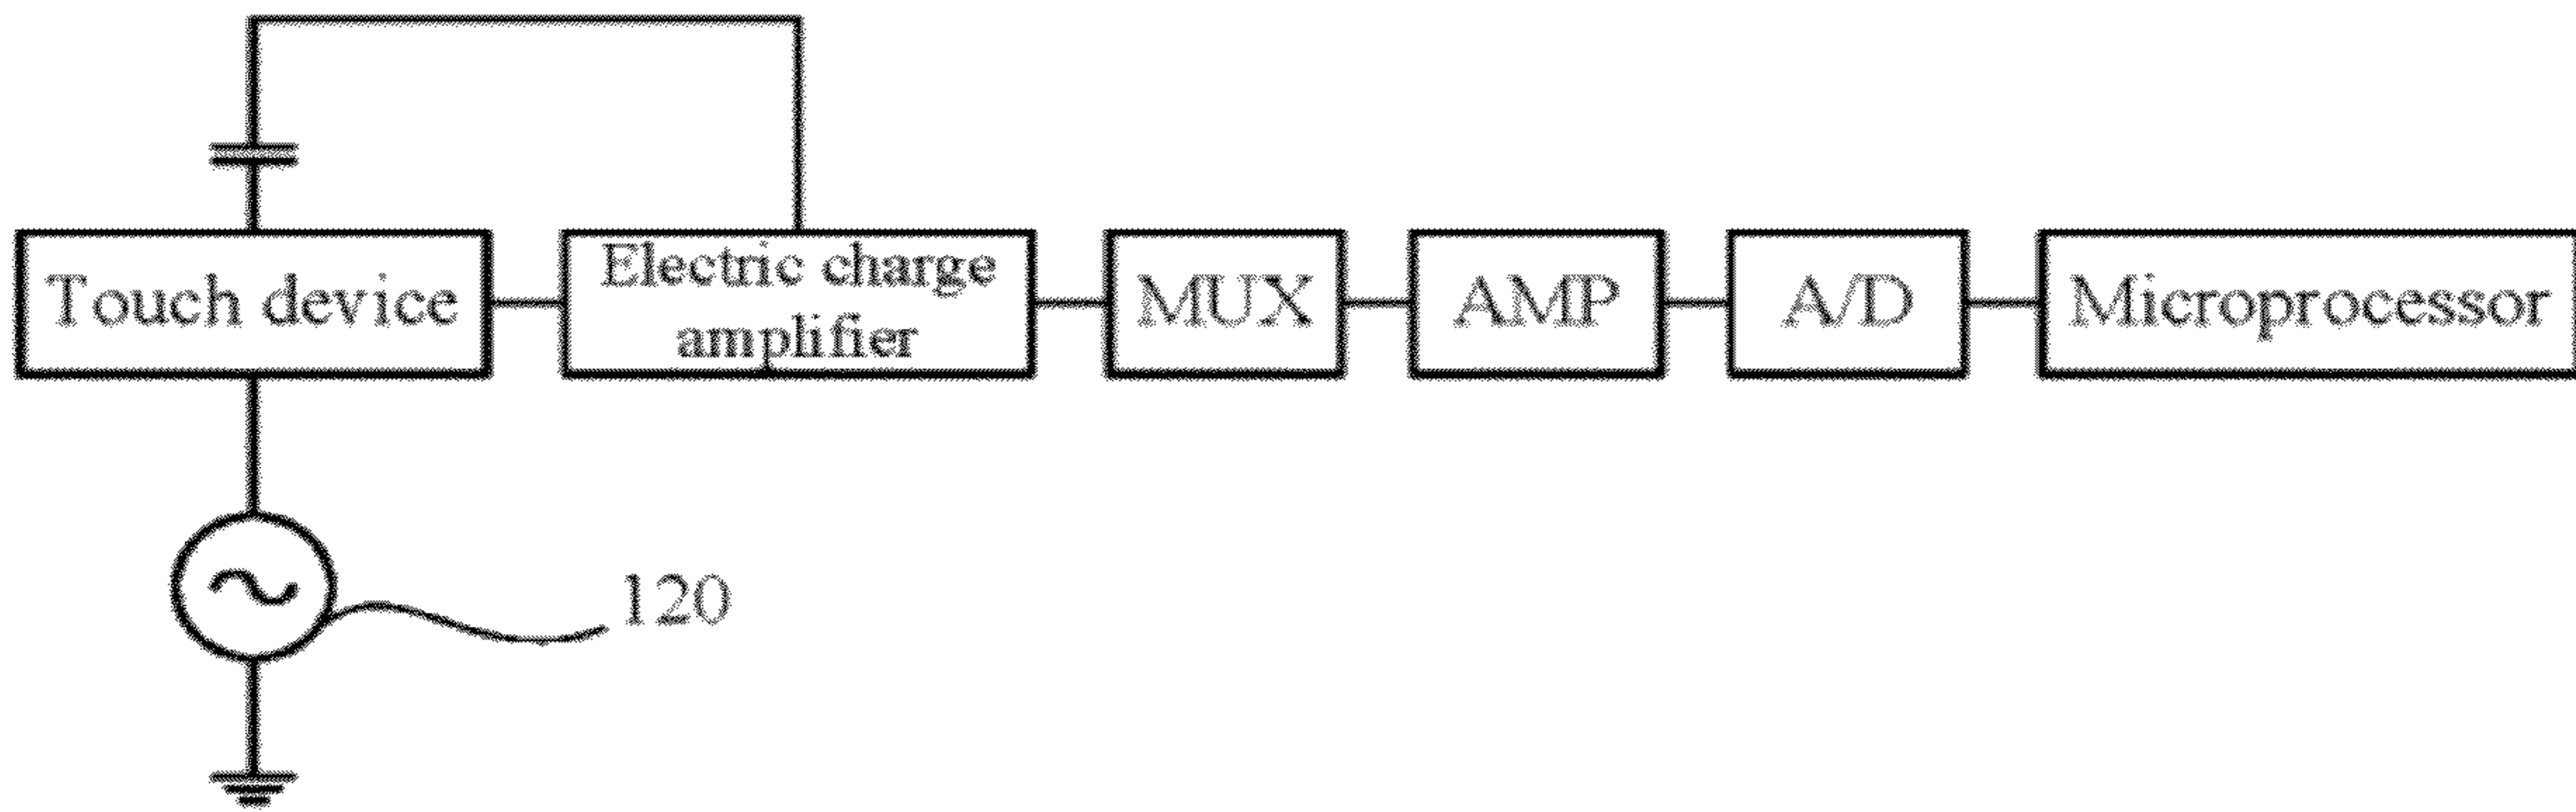 Touch device
Electric charge
amplifier
MUX
AMP
A/D
Microprocessor
120